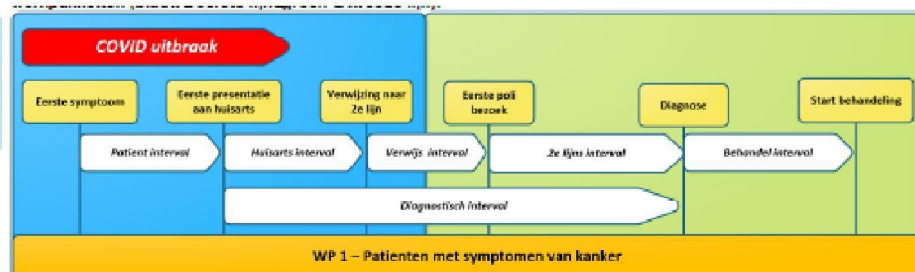 COVID uitbraak
Eerste symptoom
Eerste presentatie
aan huisarts
Verwijzing naar
2e lijn
Eerste poli
bezoek
Diagnose
Start behandeling
Patient interval
Huisarts interval
Verwijs interval
2e lijns interval
Behandel interval
Diagnostisch interval
WP 1 – Patienten met symptomen van kanker